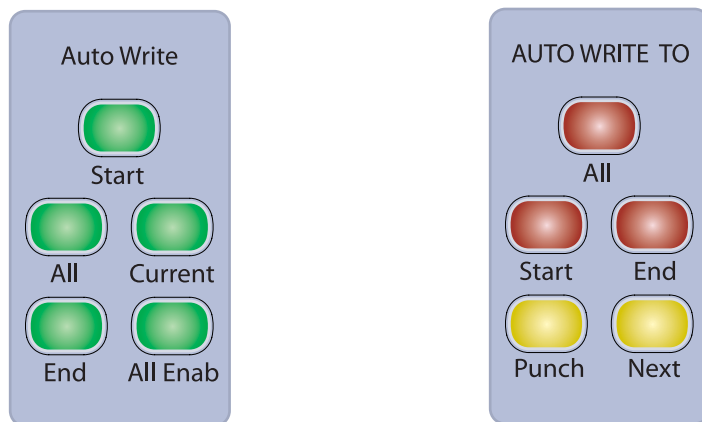 Auto Write
Start
All Current
End All Enab
AUTO WRITE TO
All
Start End
Punch Next